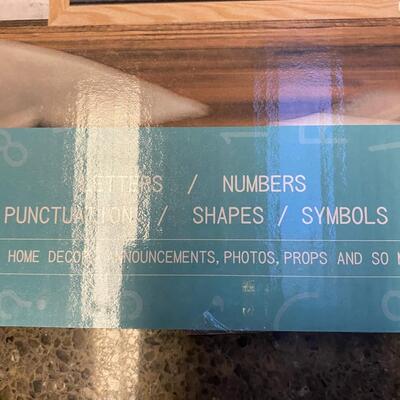 LETTERS / NUMBERS
PUNCTUATION / SHAPES / SYMBOLS
HOME DECOR, ANNOUNCEMENTS, PHOTOS, PROPS AND SO